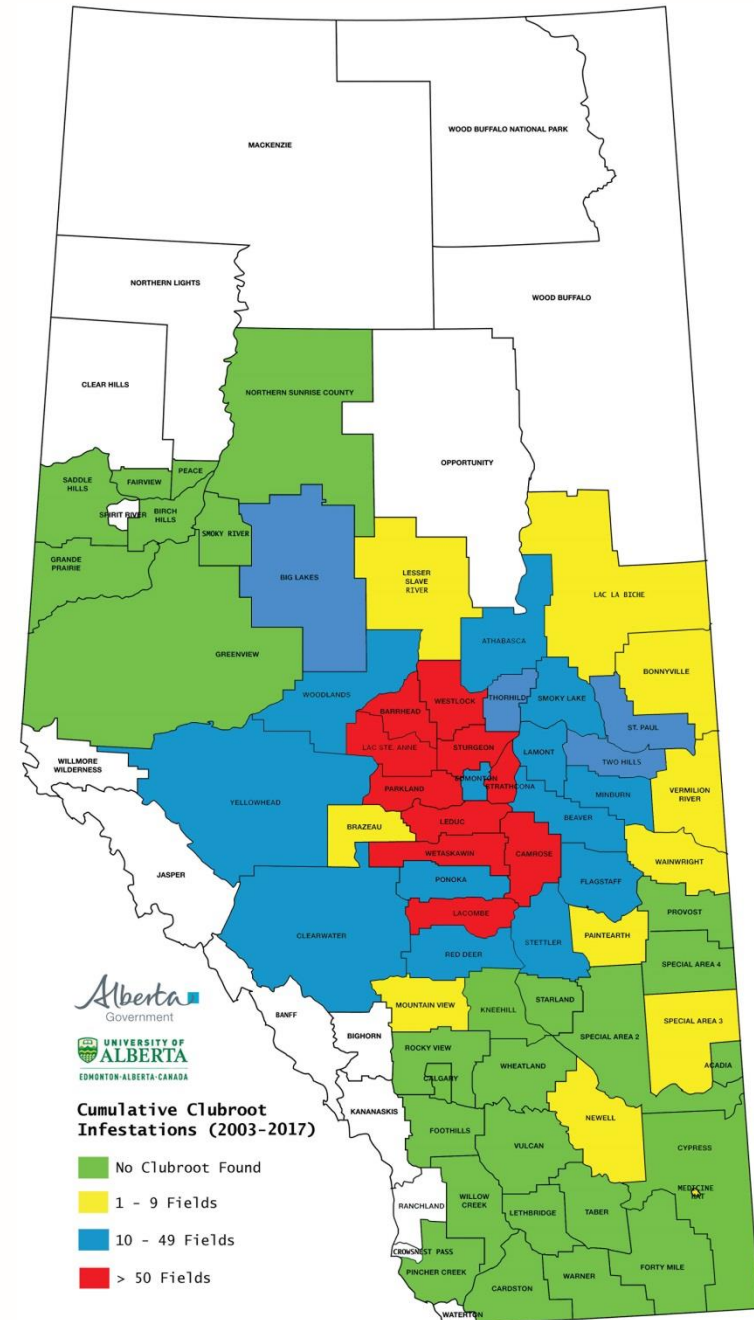 WOOD BUFFALO NATIONAL PARK
MACKENZIE
NORTHERN LIGHTS
WOOD BUFFALO
CLEAR HILLS
NORTHERN SUNRISE COUNTY
OPPORTUNITY
SADDLE
HILLS
FAIRVIEW
PEACE
SPIRIT RIVER
BIRCH
HILLS
SMOKY RIVER
GRANDE
PRAIRIE
BIG LAKES
LESSER
SLAVE
RIVER
LAC LA BICHE
GREENVIEW
ATHABASCA
BONNYVILLE
WOODLANDS
WESTLOCK
THORHILD
SMOKY LAKE
BARRHEAD
ST. PAUL
LAC STE. ANNE
STURGEON
LAMONT
TWO HILLS
WILLMORE
WILDERNESS
EDMONTON
STRATHCONA
PARKLAND
MINBURN
VERMILION
RIVER
YELLOWHEAD
BRAZEAU
LEDUC
BEAVER
WETASKAWIN
CAMROSE
WAINWRIGHT
JASPER
PONOKA
FLAGSTAFF
LACOMBE
PROVOST
CLEARWATER
PAINTEARTH
STETTLER
RED DEER
SPECIAL AREA 4
MOUNTAIN VIEW
KNEEHILL
STARLAND
BANFF
BIGHORN
SPECIAL AREA 2
SPECIAL AREA 3
ROCKY VIEW
WHEATLAND
ACADIA
CALGARY
KANANASKIS
NEWELL
FOOTHILLS
VULCAN
CYPRESS
MEDICINE
HAT
RANCHLAND
WILLOW
CREEK
LETHBRIDGE
TABER
CROWSNEST PASS
PINCHER CREEK
FORTY MILE
CARDSTON
WARNER
WATERTON
Alberta
Government
UNIVERSITY OF
ALBERTA
EDMONTON·ALBERTA·CANADA
Cumulative Clubroot
Infestations (2003-2017)
No Clubroot Found
1 - 9 Fields
10 - 49 Fields
> 50 Fields